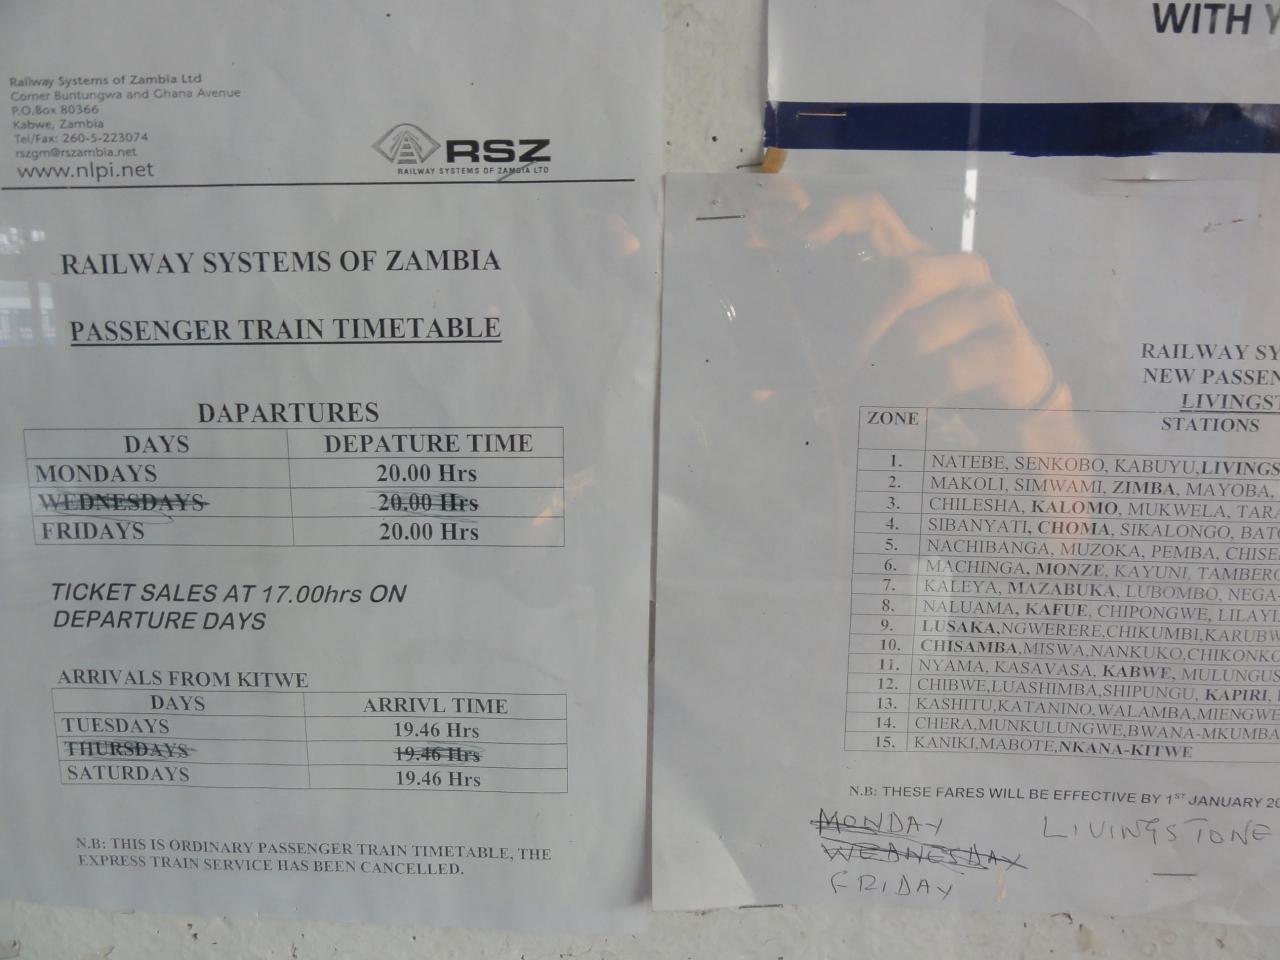 Railway Systems of Zambia Ltd
Corner Buntungwa and Ghana Avenue
P.O.Box 80366
Kabwe, Zambia
Tel/Fax: 260-5-223074
rszgm@rszambia.net
www.nlpi.net
RSZ
RAILWAY SYSTEMS OF ZAMBIA LTD
RAILWAY SYSTEMS OF ZAMBIA
PASSENGER TRAIN TIMETABLE
DAPARTURES
DAYS DEPATURE TIME
MONDAYS 20.00 Hrs
WEDNESDAYS 20.00 Hrs
FRIDAYS 20.00 Hrs
TICKET SALES AT 17.00hrs ON
DEPARTURE DAYS
ARRIVALS FROM KITWE
DAYS ARRIVL TIME
TUESDAYS 19.46 Hrs
THURSDAYS 19.46 Hrs
SATURDAYS 19.46 Hrs
N.B: THIS IS ORDINARY PASSENGER TRAIN TIMETABLE, THE
EXPRESS TRAIN SERVICE HAS BEEN CANCELLED.
WITH Y
RAILWAY SY
NEW PASSEN
LIVINGST
ZONE STATIONS
1. NATEBE, SENKOBO, KABUYU,LIVINGS
2. MAKOLI, SIMWAMI, ZIMBA, MAYOBA,
3. CHILESHA, KALOMO, MUKWELA, TARA
4. SIBANYATI, CHOMA, SIKALONGO, BATO
5. NACHIBANGA, MUZOKA, PEMBA, CHISE
6. MACHINGA, MONZE, KAYUNI, TAMBERO
7. KALEYA, MAZABUKA, LUBOMBO, NEGA-
8. NALUAMA, KAFUE, CHIPONGWE, LILAYI
9. LUSAKA,NGWERERE,CHIKUMBI,KARUBW
10. CHISAMBA,MISWA,NANKUKO,CHIKONKO
11. NYAMA, KASAVASA, KABWE, MULUNGUS
12. CHIBWE,LUASHIMBA,SHIPUNGU, KAPIRI,
13. KASHITU,KATANINO,WALAMBA,MIENGWE
14. CHERA,MUNKULUNGWE,BWANA-MKUMBA
15. KANIKI,MABOTE,NKANA-KITWE
N.B: THESE FARES WILL BE EFFECTIVE BY 1ST JANUARY 20
MONDAY LIVINGSTONE
WEDNESDAY
FRIDAY